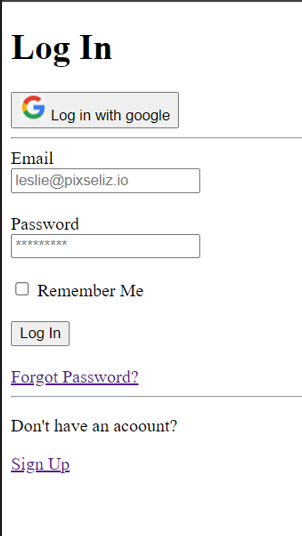 Log In
Log in with google
Email
leslie@pixseliz.io
Password
*********
Remember Me
Log In
Forgot Password?
Don't have an acoount?
Sign Up